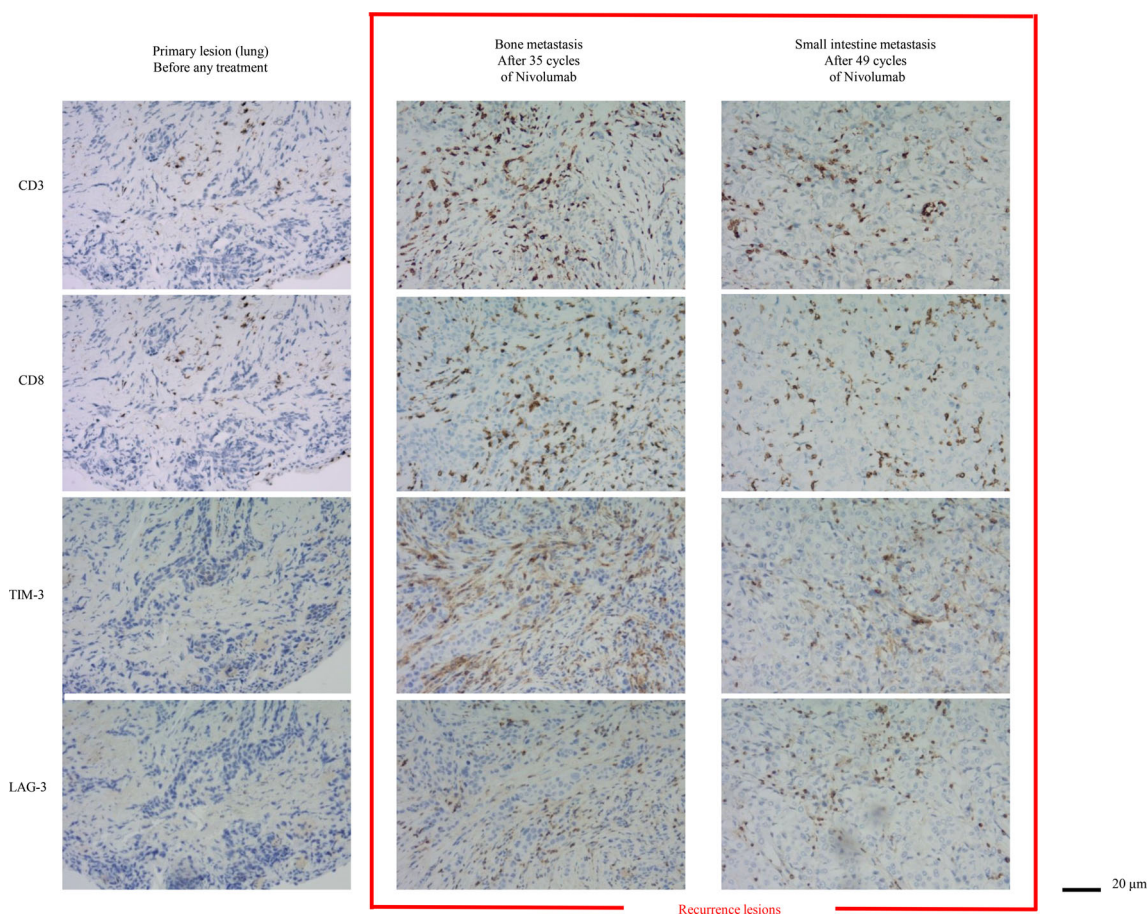 Primary lesion (lung)
Before any treatment
Bone metastasis
After 35 cycles
of Nivolumab
Small intestine metastasis
After 49 cycles
of Nivolumab
CD3
CD8
TIM-3
LAG-3
20 μm
Recurrence lesions